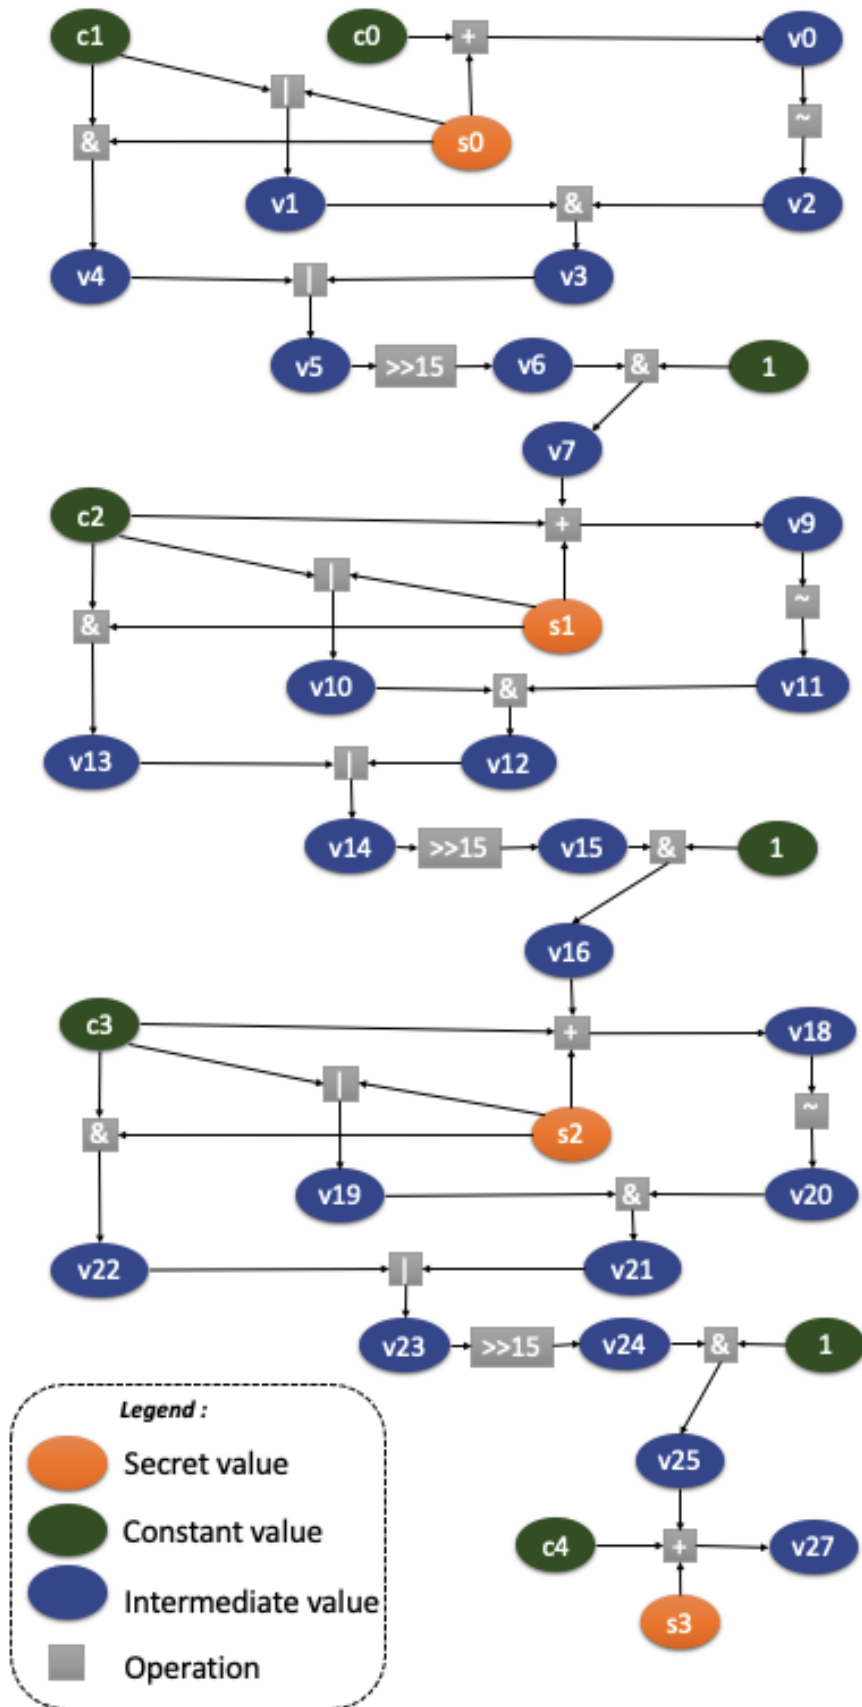 c1 c0 + v0
|
& s0 ~
v1 & v2
v4 | v3
v5 >>15 v6 & 1
v7
c2 + v9
|
& s1 ~
v10 & v11
v13 | v12
v14 >>15 v15 & 1
v16
c3 + v18
|
& s2 ~
v19 & v20
v22 | v21
v23 >>15 v24 & 1
v25
c4 + v27
s3
Legend :
Secret value
Constant value
Intermediate value
Operation